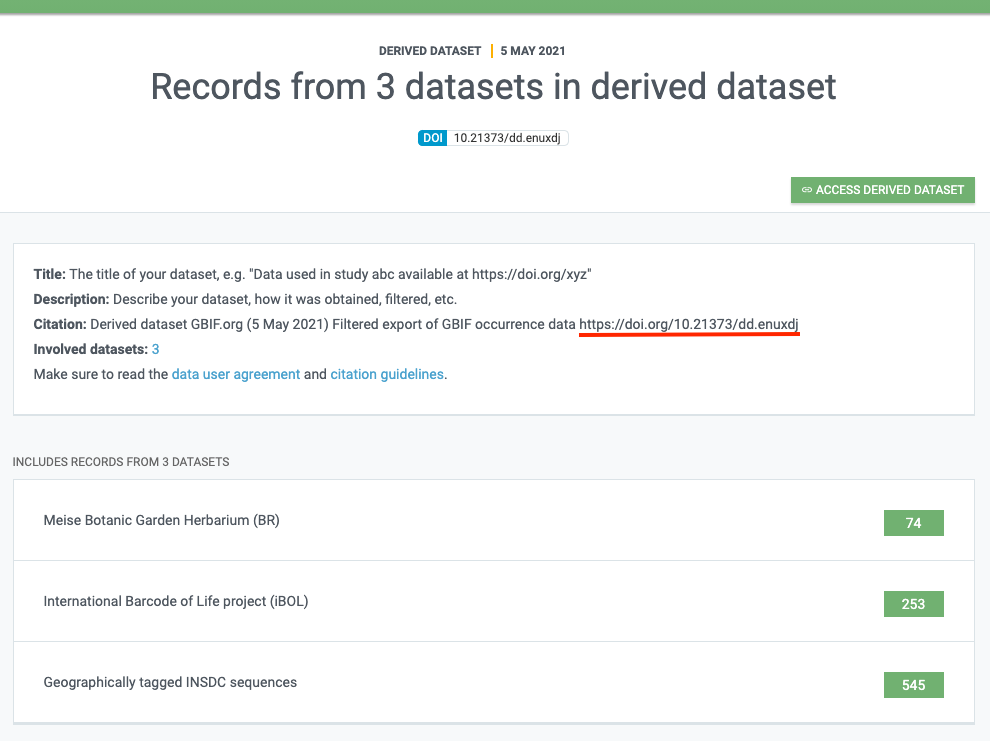 DERIVED DATASET | 5 MAY 2021
Records from 3 datasets in derived dataset
DOI 10.21373/dd.enuxdj
ACCESS DERIVED DATASET
Title: The title of your dataset, e.g. "Data used in study abc available at https://doi.org/xyz"
Description: Describe your dataset, how it was obtained, filtered, etc.
Citation: Derived dataset GBIF.org (5 May 2021) Filtered export of GBIF occurrence data https://doi.org/10.21373/dd.enuxdj
Involved datasets: 3
Make sure to read the data user agreement and citation guidelines.
INCLUDES RECORDS FROM 3 DATASETS
Meise Botanic Garden Herbarium (BR) 74
International Barcode of Life project (iBOL) 253
Geographically tagged INSDC sequences 545